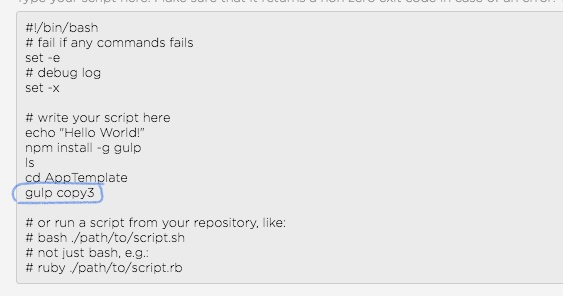 Type your script here. Make sure that it returns a non zero exit code in case of an error.
#!/bin/bash
# fail if any commands fails
set -e
# debug log
set -x
# write your script here
echo "Hello World!"
npm install -g gulp
ls
cd AppTemplate
gulp copy3
# or run a script from your repository, like:
# bash ./path/to/script.sh
# not just bash, e.g.:
# ruby ./path/to/script.rb